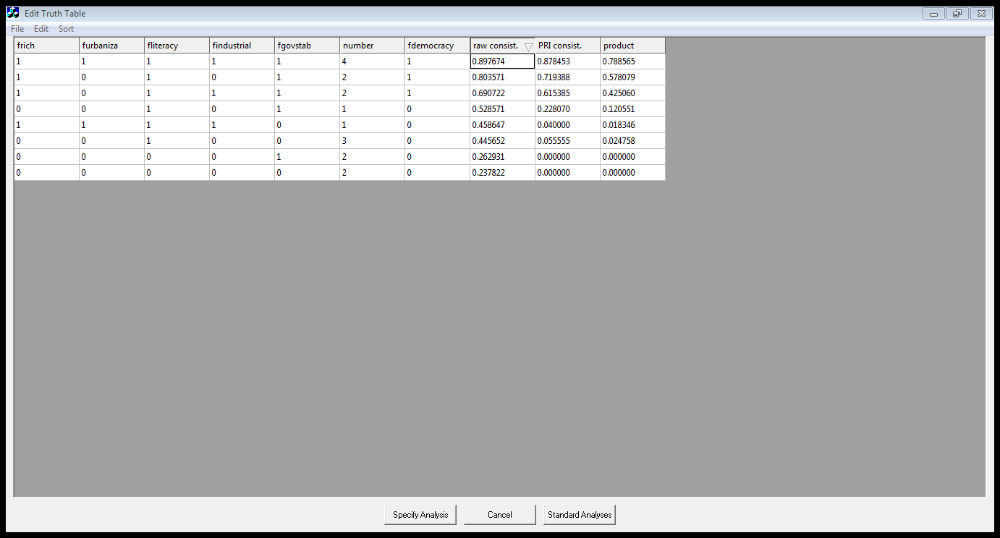 Edit Truth Table
File Edit Sort
frich furbaniza fliteracy findustrial fgovstab number fdemocracy raw consist. PRI consist. product
1 1 1 1 1 4 1 0.897674 0.878453 0.788565
1 0 1 0 1 2 1 0.803571 0.719388 0.578079
1 0 1 1 1 2 1 0.690722 0.615385 0.425060
0 0 1 0 1 1 0 0.528571 0.228070 0.120551
1 1 1 1 0 1 0 0.458647 0.040000 0.018346
0 0 1 0 0 3 0 0.445652 0.055555 0.024758
0 0 0 0 1 2 0 0.262931 0.000000 0.000000
0 0 0 0 0 2 0 0.237822 0.000000 0.000000
Specify Analysis Cancel Standard Analyses